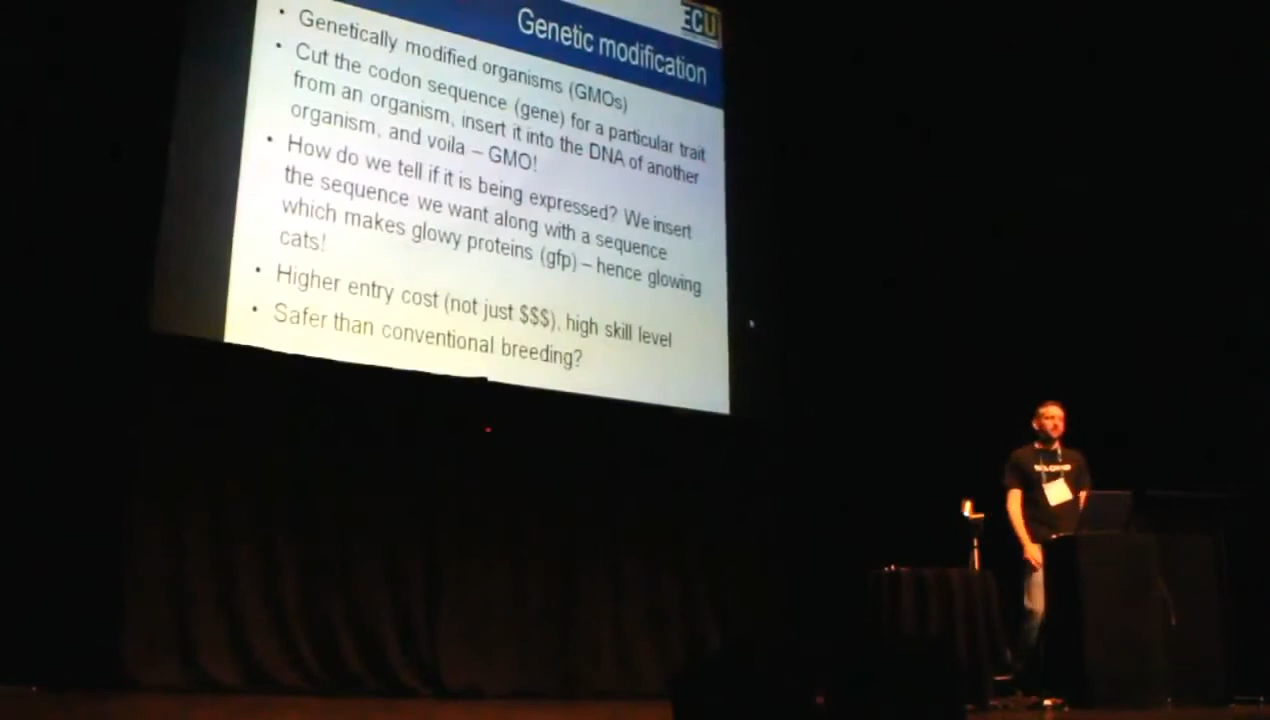 Genetic modification
ECU
• Genetically modified organisms (GMOs)
• Cut the codon sequence (gene) for a particular trait
from an organism, insert it into the DNA of another
organism, and voila – GMO!
• How do we tell if it is being expressed? We insert
the sequence we want along with a sequence
which makes glowy proteins (gfp) – hence glowing
cats!
• Higher entry cost (not just $$$), high skill level
• Safer than conventional breeding?